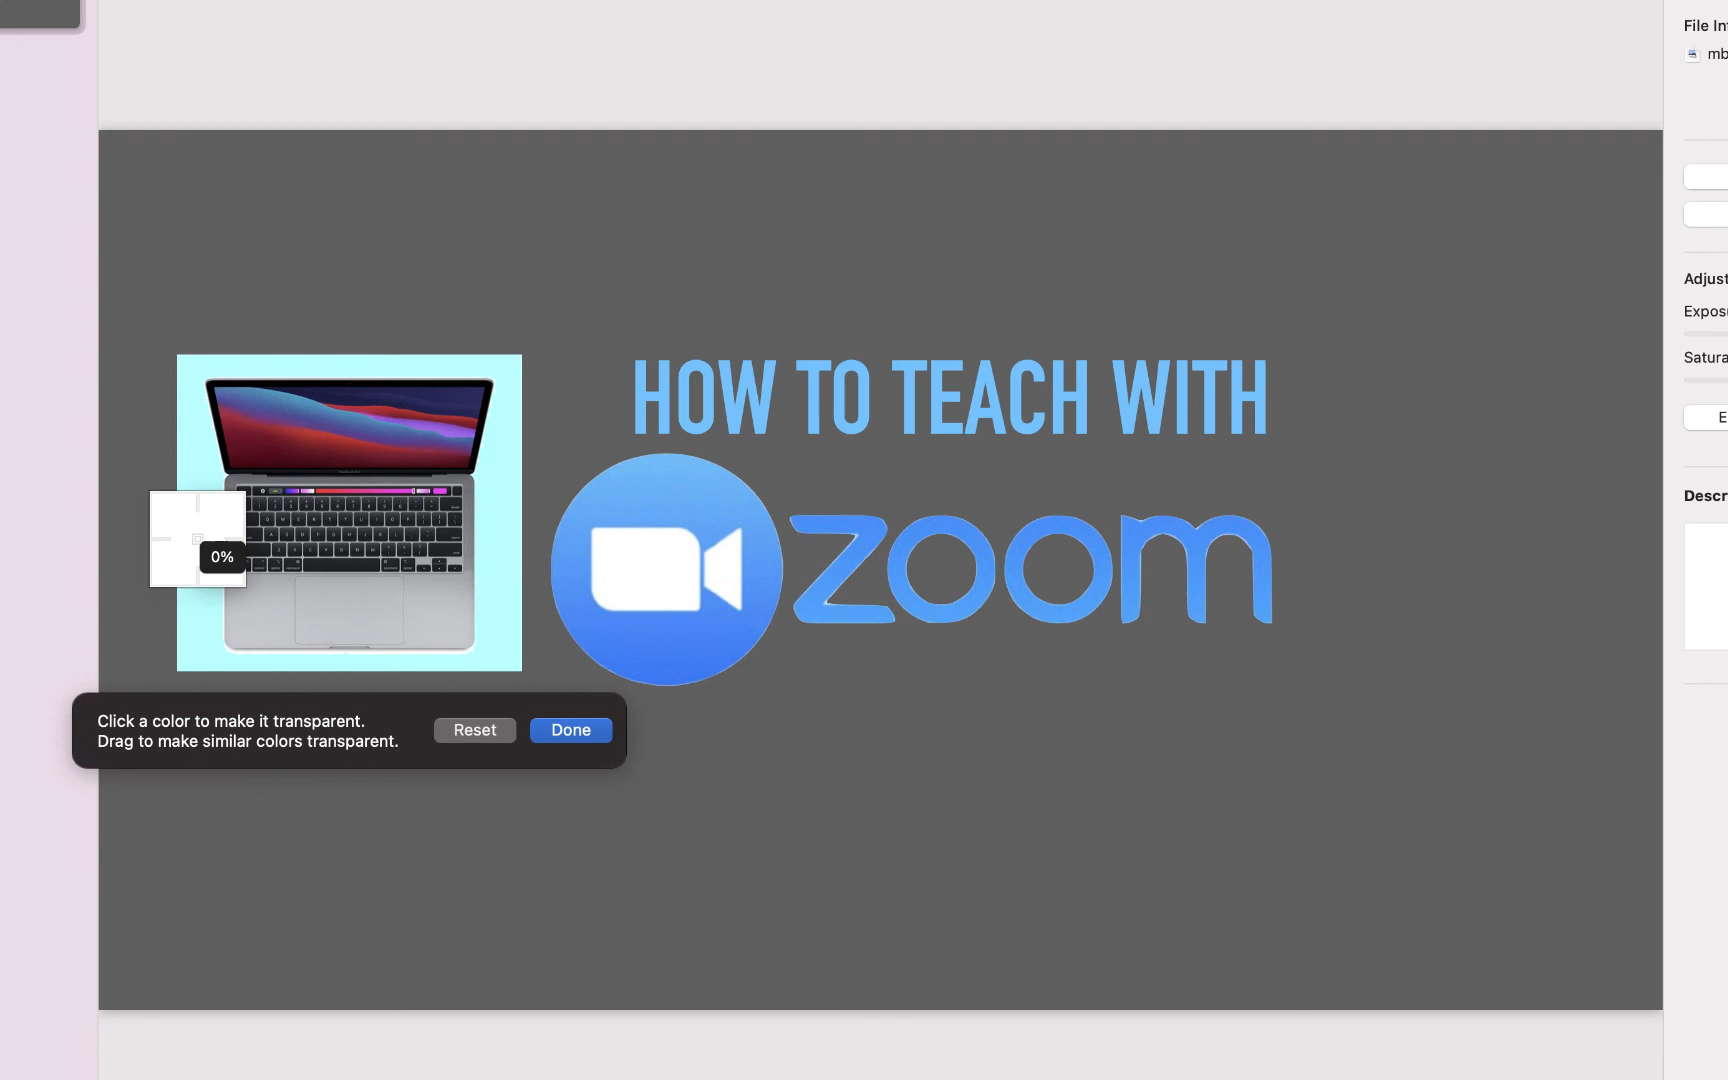 File In
mb
Adjust
Expos
Satura
E
Descr
HOW TO TEACH WITH
zoom
0%
Click a color to make it transparent.
Drag to make similar colors transparent.
Reset
Done